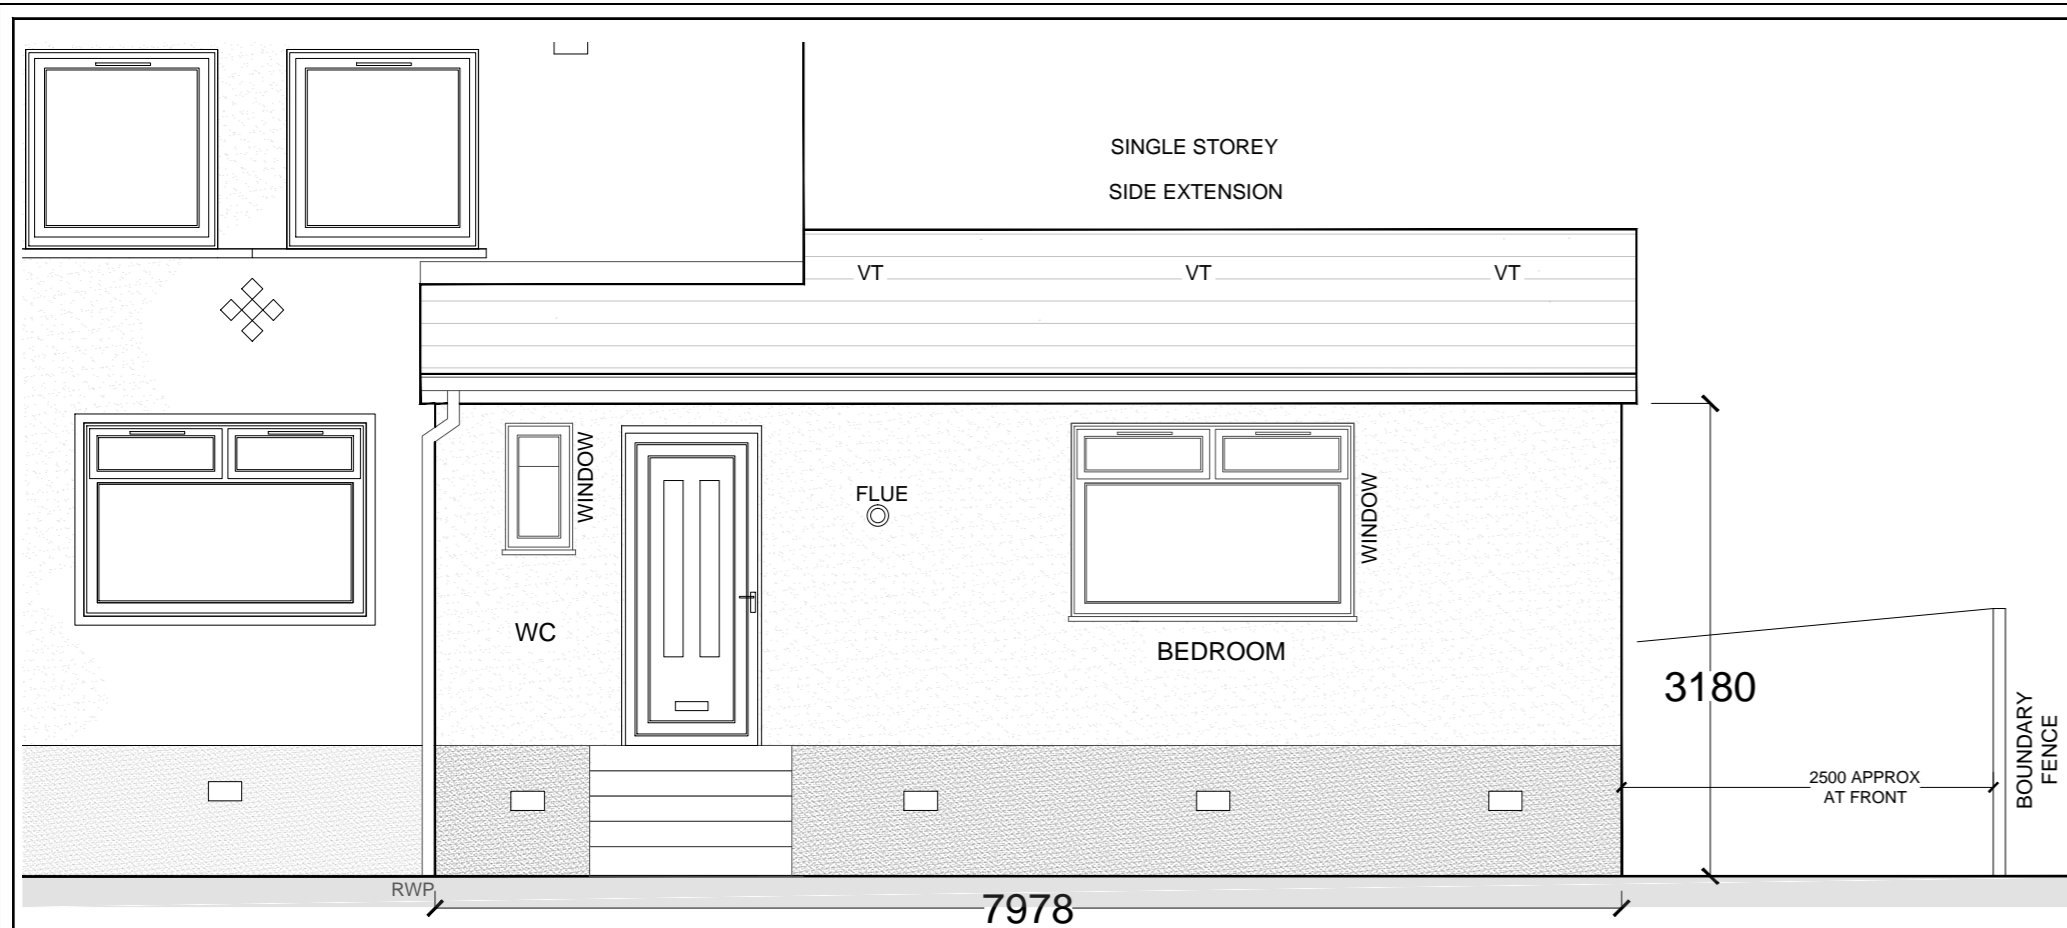 SINGLE STOREY
SIDE EXTENSION
VT VT VT
WINDOW
FLUE
WINDOW
WC
BEDROOM
3180
2500 APPROX
AT FRONT
BOUNDARY
FENCE
RWP
7978